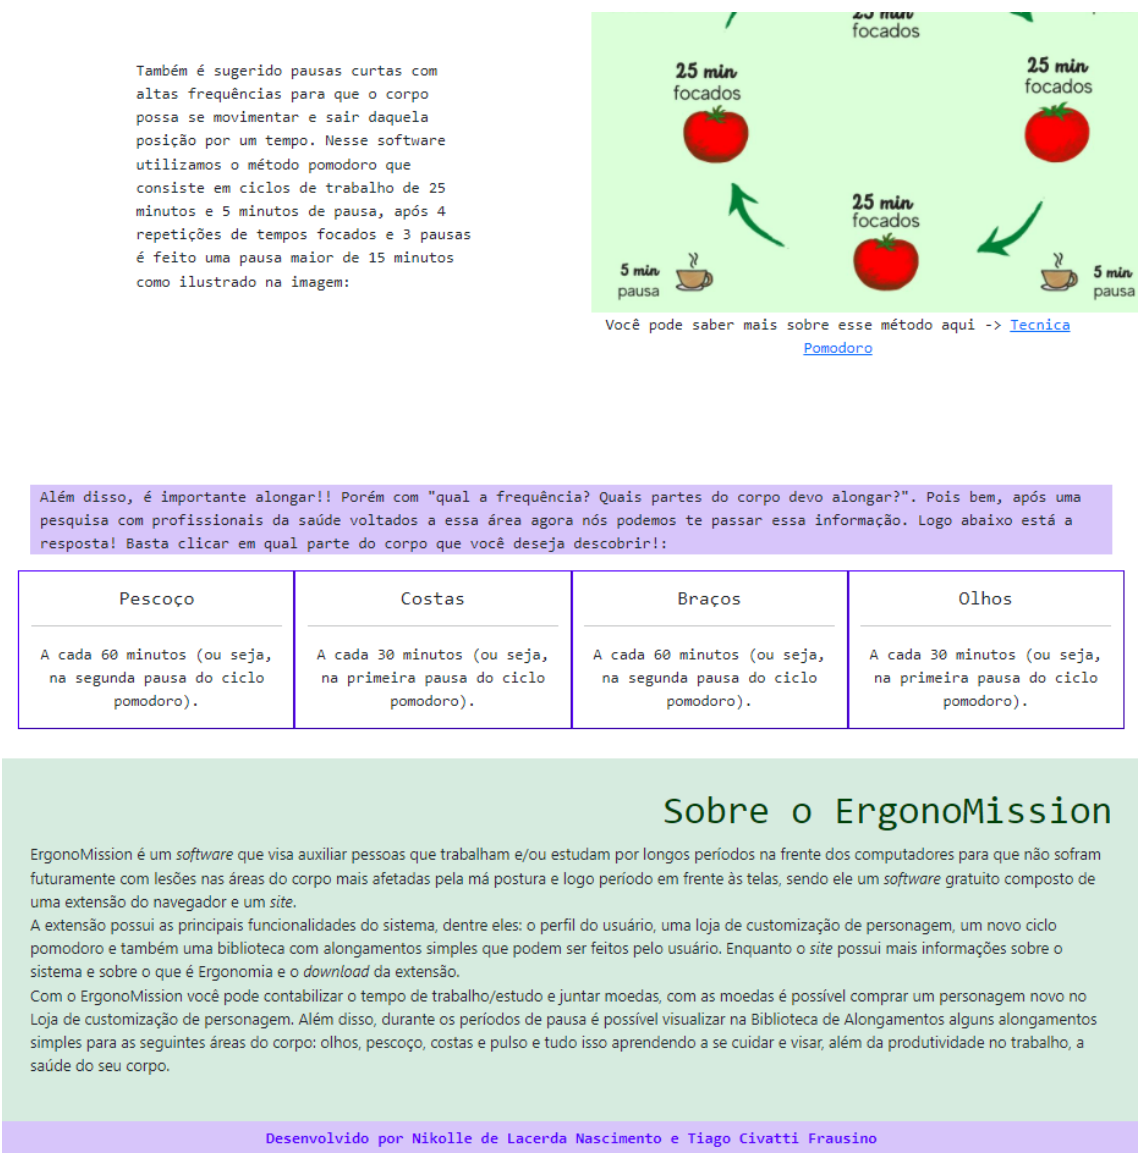 Também é sugerido pausas curtas com
altas frequências para que o corpo
possa se movimentar e sair daquela
posição por um tempo. Nesse software
utilizamos o método pomodoro que
consiste em ciclos de trabalho de 25
minutos e 5 minutos de pausa, após 4
repetições de tempos focados e 3 pausas
é feito uma pausa maior de 15 minutos
como ilustrado na imagem:
25 min
focados
25 min
focados
25 min
focados
25 min
focados
5 min
pausa
5 min
pausa
Você pode saber mais sobre esse método aqui -> Tecnica
Pomodoro
Além disso, é importante alongar!! Porém com "qual a frequência? Quais partes do corpo devo alongar?". Pois bem, após uma
pesquisa com profissionais da saúde voltados a essa área agora nós podemos te passar essa informação. Logo abaixo está a
resposta! Basta clicar em qual parte do corpo que você deseja descobrir!:
Pescoço
A cada 60 minutos (ou seja,
na segunda pausa do ciclo
pomodoro).
Costas
A cada 30 minutos (ou seja,
na primeira pausa do ciclo
pomodoro).
Braços
A cada 60 minutos (ou seja,
na segunda pausa do ciclo
pomodoro).
Olhos
A cada 30 minutos (ou seja,
na primeira pausa do ciclo
pomodoro).
Sobre o ErgonoMission
ErgonoMission é um software que visa auxiliar pessoas que trabalham e/ou estudam por longos períodos na frente dos computadores para que não sofram
futuramente com lesões nas áreas do corpo mais afetadas pela má postura e logo período em frente às telas, sendo ele um software gratuito composto de
uma extensão do navegador e um site.
A extensão possui as principais funcionalidades do sistema, dentre eles: o perfil do usuário, uma loja de customização de personagem, um novo ciclo
pomodoro e também uma biblioteca com alongamentos simples que podem ser feitos pelo usuário. Enquanto o site possui mais informações sobre o
sistema e sobre o que é Ergonomia e o download da extensão.
Com o ErgonoMission você pode contabilizar o tempo de trabalho/estudo e juntar moedas, com as moedas é possível comprar um personagem novo no
Loja de customização de personagem. Além disso, durante os períodos de pausa é possível visualizar na Biblioteca de Alongamentos alguns alongamentos
simples para as seguintes áreas do corpo: olhos, pescoço, costas e pulso e tudo isso aprendendo a se cuidar e visar, além da produtividade no trabalho, a
saúde do seu corpo.
Desenvolvido por Nikolle de Lacerda Nascimento e Tiago Civatti Frausino